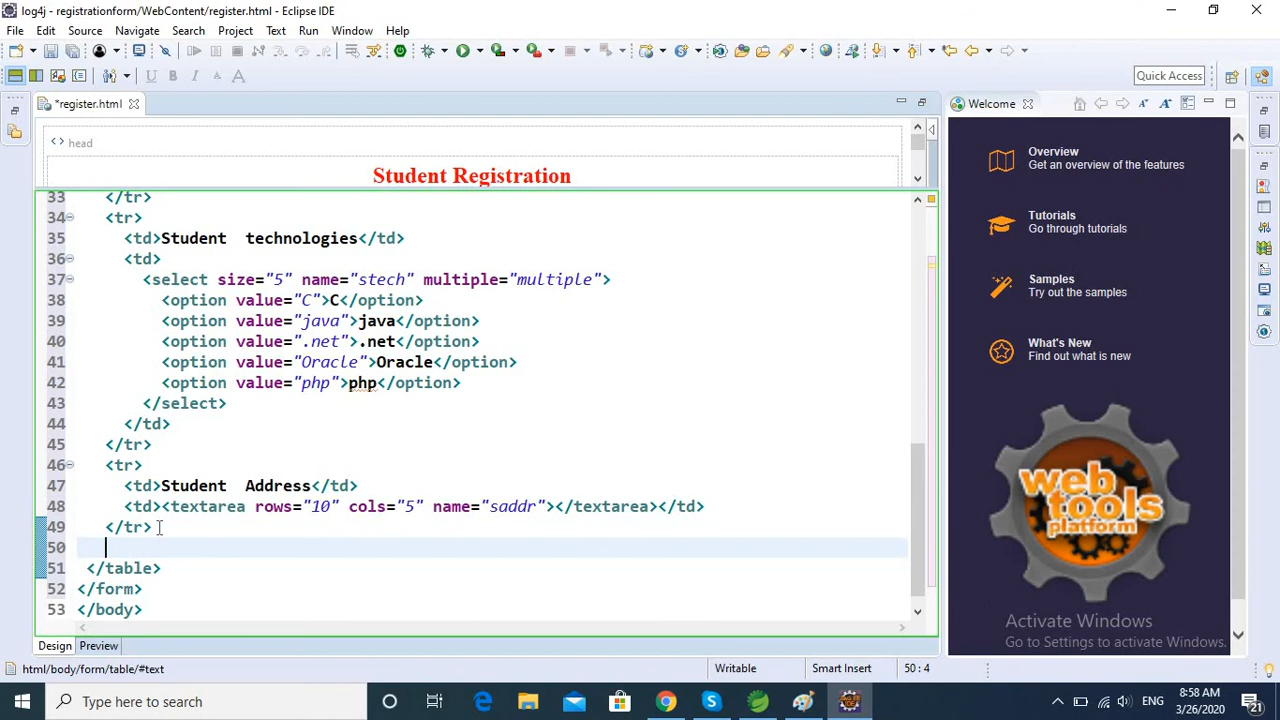 log4j - registrationform/WebContent/register.html - Eclipse IDE
File Edit Source Navigate Search Project Text Run Window Help
Quick Access
*register.html
Welcome
head
Student Registration
33 </tr>
34 <tr>
35 <td>Student  technologies</td>
36 <td>
37 <select size="5" name="stech" multiple="multiple">
38 <option value="C">C</option>
39 <option value="java">java</option>
40 <option value=".net">.net</option>
41 <option value="Oracle">Oracle</option>
42 <option value="php">php</option>
43 </select>
44 </td>
45 </tr>
46 <tr>
47 <td>Student  Address</td>
48 <td><textarea rows="10" cols="5" name="saddr"></textarea></td>
49 </tr>
50
51 </table>
52 </form>
53 </body>
Design Preview
Overview
Get an overview of the features
Tutorials
Go through tutorials
Samples
Try out the samples
What's New
Find out what is new
web
tools
platform
Activate Windows
Go to Settings to activate Windows.
html/body/form/table/#text
Writable
Smart Insert
50 : 4
Type here to search
ENG
8:58 AM
3/26/2020
21